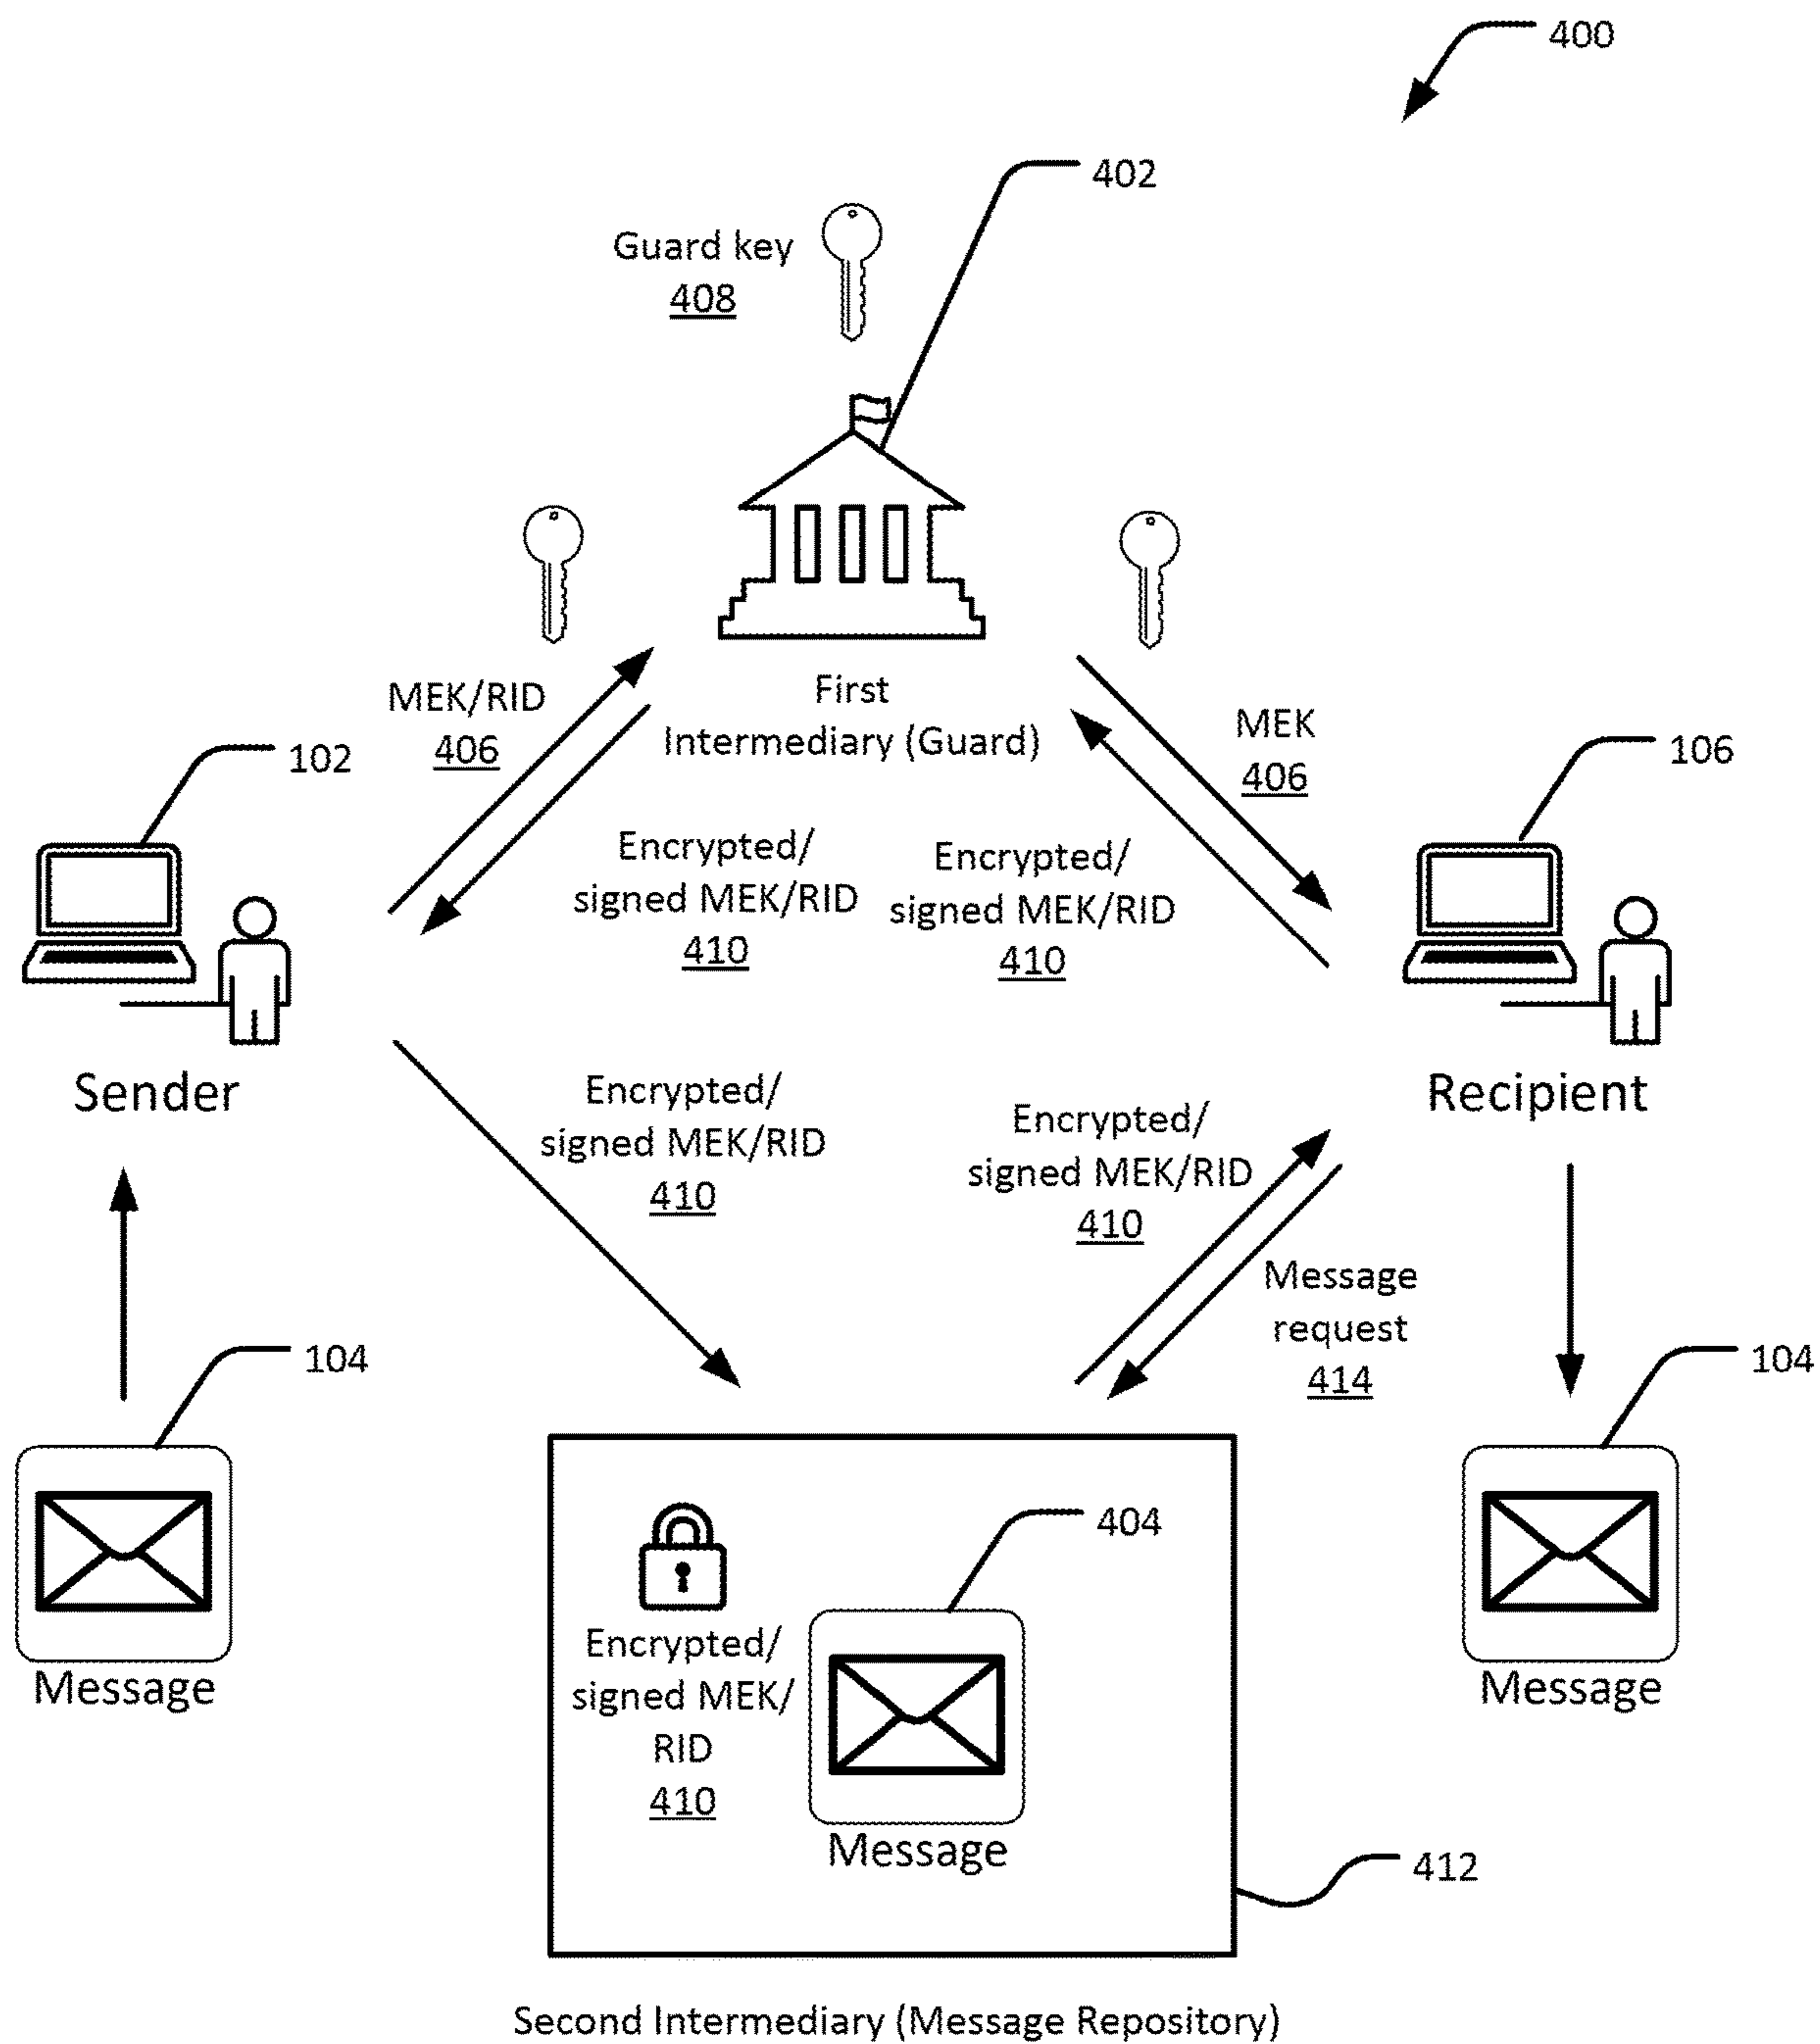 400
402
Guard key
408
MEK/RID
406
First
Intermediary (Guard)
MEK
406
102
106
Encrypted/
signed MEK/RID
410
Encrypted/
signed MEK/RID
410
Sender
Recipient
Encrypted/
signed MEK/RID
410
Encrypted/
signed MEK/RID
410
Message
request
414
104
104
404
Encrypted/
signed MEK/
RID
410
Message
Message
Message
412
Second Intermediary (Message Repository)